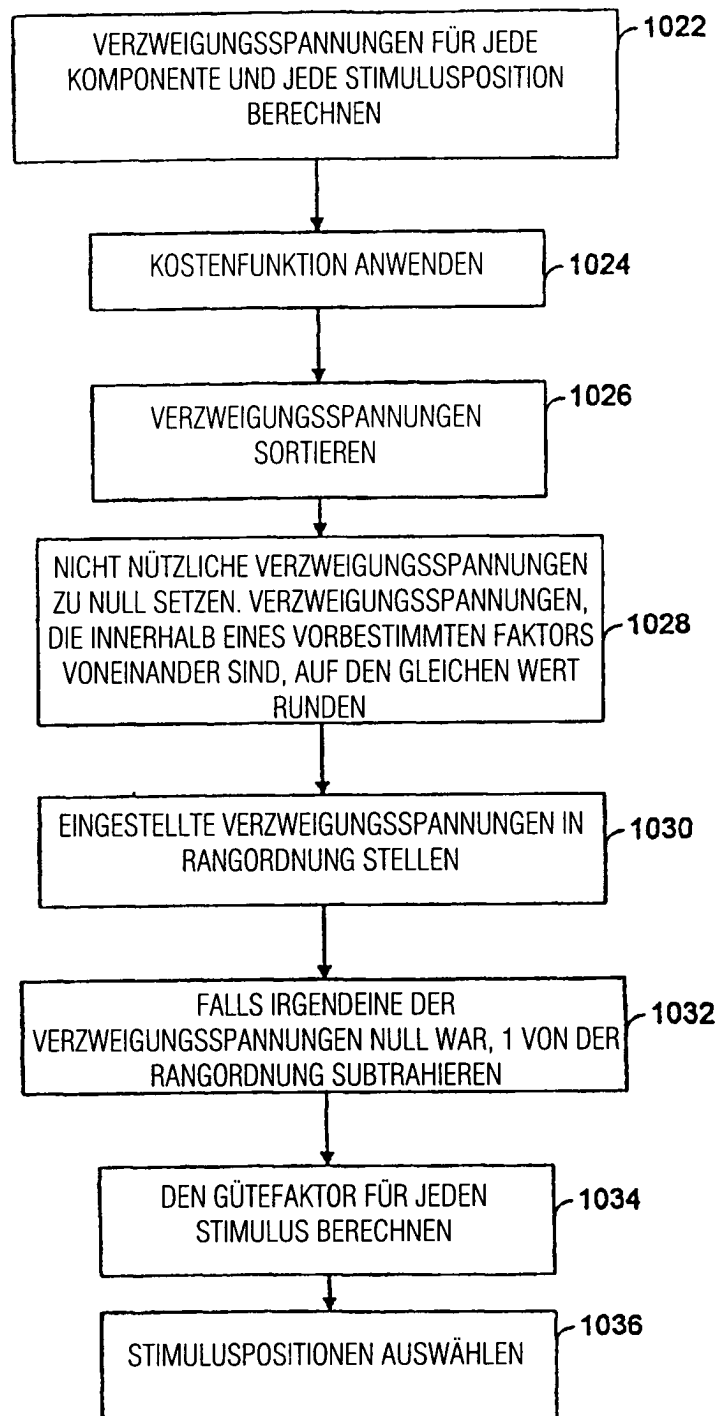 VERZWEIGUNGSSPANNUNGEN FÜR JEDE
KOMPONENTE UND JEDE STIMULUSPOSITION
BERECHNEN
1022
KOSTENFUNKTION ANWENDEN
1024
VERZWEIGUNGSSPANNUNGEN
SORTIEREN
1026
NICHT NÜTZLICHE VERZWEIGUNGSSPANNUNGEN
ZU NULL SETZEN. VERZWEIGUNGSSPANNUNGEN,
DIE INNERHALB EINES VORBESTIMMTEN FAKTORS
VONEINANDER SIND, AUF DEN GLEICHEN WERT
RUNDEN
1028
EINGESTELLTE VERZWEIGUNGSSPANNUNGEN IN
RANGORDNUNG STELLEN
1030
FALLS IRGENDEINE DER
VERZWEIGUNGSSPANNUNGEN NULL WAR, 1 VON DER
RANGORDNUNG SUBTRAHIEREN
1032
DEN GÜTEFAKTOR FÜR JEDEN
STIMULUS BERECHNEN
1034
STIMULUSPOSITIONEN AUSWÄHLEN
1036